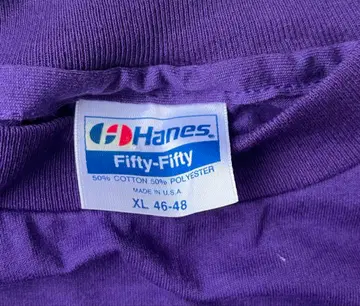 Hanes.
Fifty-Fifty
50% COTTON 50% POLYESTER
MADE IN U.S.A
XL 46-48